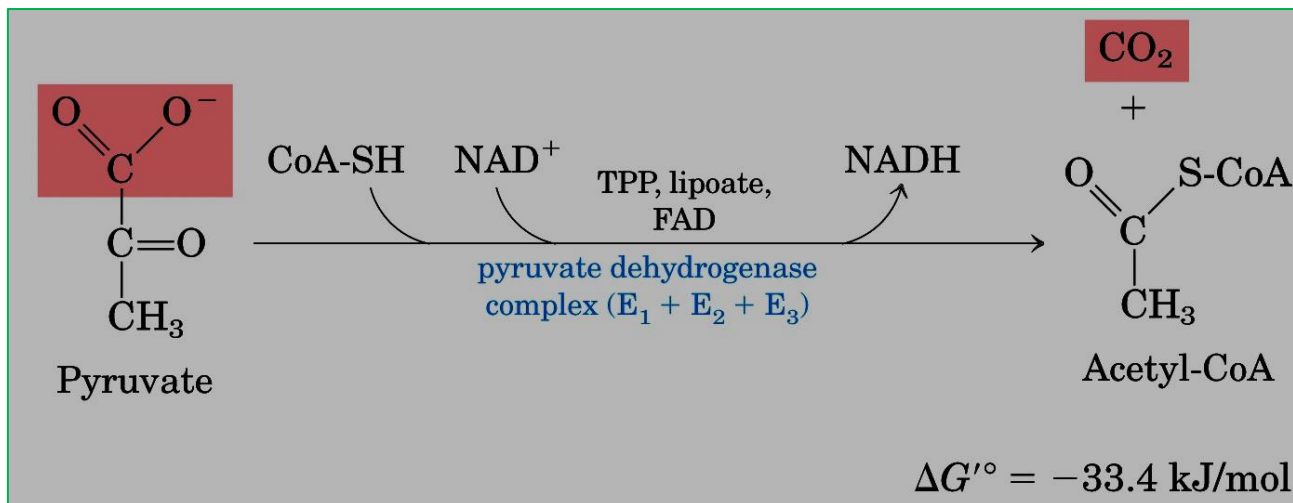 CO₂
+
O O⁻
C
C=O
CH₃
Pyruvate
CoA-SH NAD⁺ TPP, lipoate, NADH
FAD
pyruvate dehydrogenase
complex (E₁ + E₂ + E₃)
O S-CoA
C
CH₃
Acetyl-CoA
ΔG′° = −33.4 kJ/mol